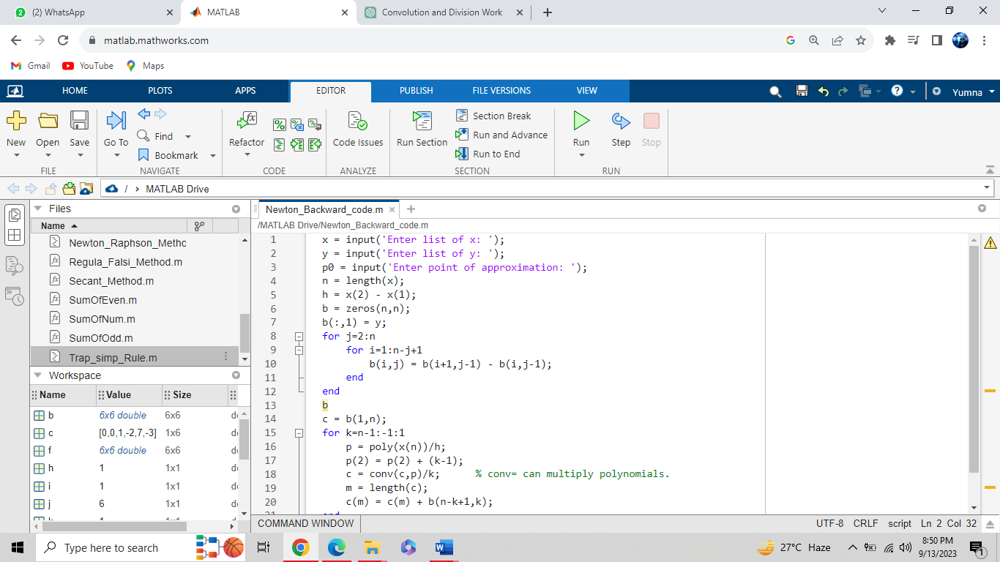 (2) WhatsApp
MATLAB
Convolution and Division Work
matlab.mathworks.com
Gmail
YouTube
Maps
HOME
PLOTS
APPS
EDITOR
PUBLISH
FILE VERSIONS
VIEW
Yumna
New
Open
Save
FILE
Go To
Find
Bookmark
NAVIGATE
Refactor
CODE
Code Issues
ANALYZE
Run Section
Section Break
Run and Advance
Run to End
SECTION
Run
Step
Stop
RUN
/ › MATLAB Drive
Files
Name
Newton_Raphson_Metho
Regula_Falsi_Method.m
Secant_Method.m
SumOfEven.m
SumOfNum.m
SumOfOdd.m
Trap_simp_Rule.m
Workspace
Name Value Size
b 6x6 double 6x6
c [0,0,1,-2,7,-3] 1x6
f 6x6 double 6x6
h 1 1x1
i 1 1x1
j 6 1x1
Newton_Backward_code.m
/MATLAB Drive/Newton_Backward_code.m
1 x = input('Enter list of x: ');
2 y = input('Enter list of y: ');
3 p0 = input('Enter point of approximation: ');
4 n = length(x);
5 h = x(2) - x(1);
6 b = zeros(n,n);
7 b(:,1) = y;
8 for j=2:n
9 for i=1:n-j+1
10 b(i,j) = b(i+1,j-1) - b(i,j-1);
11 end
12 end
13 b
14 c = b(1,n);
15 for k=n-1:-1:1
16 p = poly(x(n))/h;
17 p(2) = p(2) + (k-1);
18 c = conv(c,p)/k; % conv= can multiply polynomials.
19 m = length(c);
20 c(m) = c(m) + b(n-k+1,k);
21 end
COMMAND WINDOW
UTF-8 CRLF script Ln 2 Col 32
Type here to search
27°C Haze
8:50 PM
9/13/2023
1